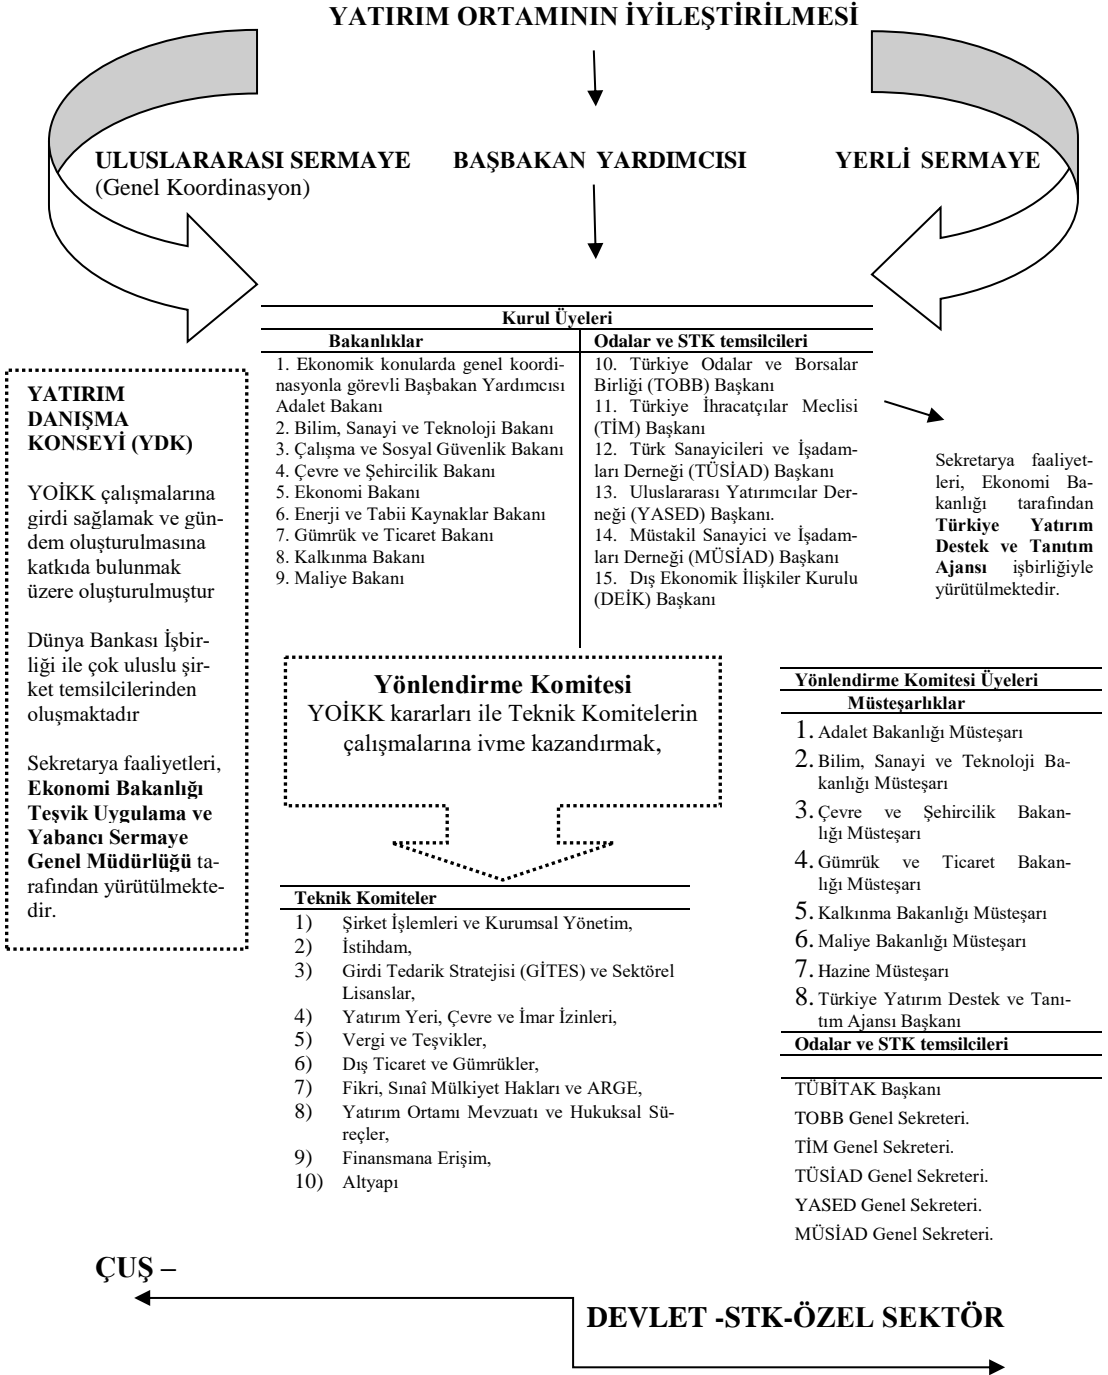 YATIRIM ORTAMININ İYİLEŞTİRİLMESİ
ULUSLARARASI SERMAYE
(Genel Koordinasyon)
BAŞBAKAN YARDIMCISI
YERLİ SERMAYE
Kurul Üyeleri
Bakanlıklar
1. Ekonomik konularda genel koordi-
nasyonla görevli Başbakan Yardımcısı
Adalet Bakanı
2. Bilim, Sanayi ve Teknoloji Bakanı
3. Çalışma ve Sosyal Güvenlik Bakanı
4. Çevre ve Şehircilik Bakanı
5. Ekonomi Bakanı
6. Enerji ve Tabii Kaynaklar Bakanı
7. Gümrük ve Ticaret Bakanı
8. Kalkınma Bakanı
9. Maliye Bakanı
Odalar ve STK temsilcileri
10. Türkiye Odalar ve Borsalar
Birliği (TOBB) Başkanı
11. Türkiye İhracatçılar Meclisi
(TİM) Başkanı
12. Türk Sanayicileri ve İşadam-
ları Derneği (TÜSİAD) Başkanı
13. Uluslararası Yatırımcılar Der-
neği (YASED) Başkanı.
14. Müstakil Sanayici ve İşadam-
ları Derneği (MÜSİAD) Başkanı
15. Dış Ekonomik İlişkiler Kurulu
(DEİK) Başkanı
YATIRIM
DANIŞMA
KONSEYİ (YDK)
YOİKK çalışmalarına
girdi sağlamak ve gün-
dem oluşturulmasına
katkıda bulunmak
üzere oluşturulmuştur
Dünya Bankası İşbir-
liği ile çok uluslu şir-
ket temsilcilerinden
oluşmaktadır
Sekretarya faaliyetleri,
Ekonomi Bakanlığı
Teşvik Uygulama ve
Yabancı Sermaye
Genel Müdürlüğü ta-
rafından yürütülmekte-
dir.
Sekretarya faaliyet-
leri, Ekonomi Ba-
kanlığı tarafından
Türkiye Yatırım
Destek ve Tanıtım
Ajansı işbirliğiyle
yürütülmektedir.
Yönlendirme Komitesi
YOİKK kararları ile Teknik Komitelerin
çalışmalarına ivme kazandırmak,
Teknik Komiteler
1) Şirket İşlemleri ve Kurumsal Yönetim,
2) İstihdam,
3) Girdi Tedarik Stratejisi (GİTES) ve Sektörel
Lisanslar,
4) Yatırım Yeri, Çevre ve İmar İzinleri,
5) Vergi ve Teşvikler,
6) Dış Ticaret ve Gümrükler,
7) Fikri, Sınaî Mülkiyet Hakları ve ARGE,
8) Yatırım Ortamı Mevzuatı ve Hukuksal Sü-
reçler,
9) Finansmana Erişim,
10) Altyapı
Yönlendirme Komitesi Üyeleri
Müsteşarlıklar
1. Adalet Bakanlığı Müsteşarı
2. Bilim, Sanayi ve Teknoloji Ba-
kanlığı Müsteşarı
3. Çevre ve Şehircilik Bakan-
lığı Müsteşarı
4. Gümrük ve Ticaret Bakan-
lığı Müsteşarı
5. Kalkınma Bakanlığı Müsteşarı
6. Maliye Bakanlığı Müsteşarı
7. Hazine Müsteşarı
8. Türkiye Yatırım Destek ve Tanı-
tım Ajansı Başkanı
Odalar ve STK temsilcileri
TÜBİTAK Başkanı
TOBB Genel Sekreteri.
TİM Genel Sekreteri.
TÜSİAD Genel Sekreteri.
YASED Genel Sekreteri.
MÜSİAD Genel Sekreteri.
ÇUŞ –
DEVLET -STK-ÖZEL SEKTÖR